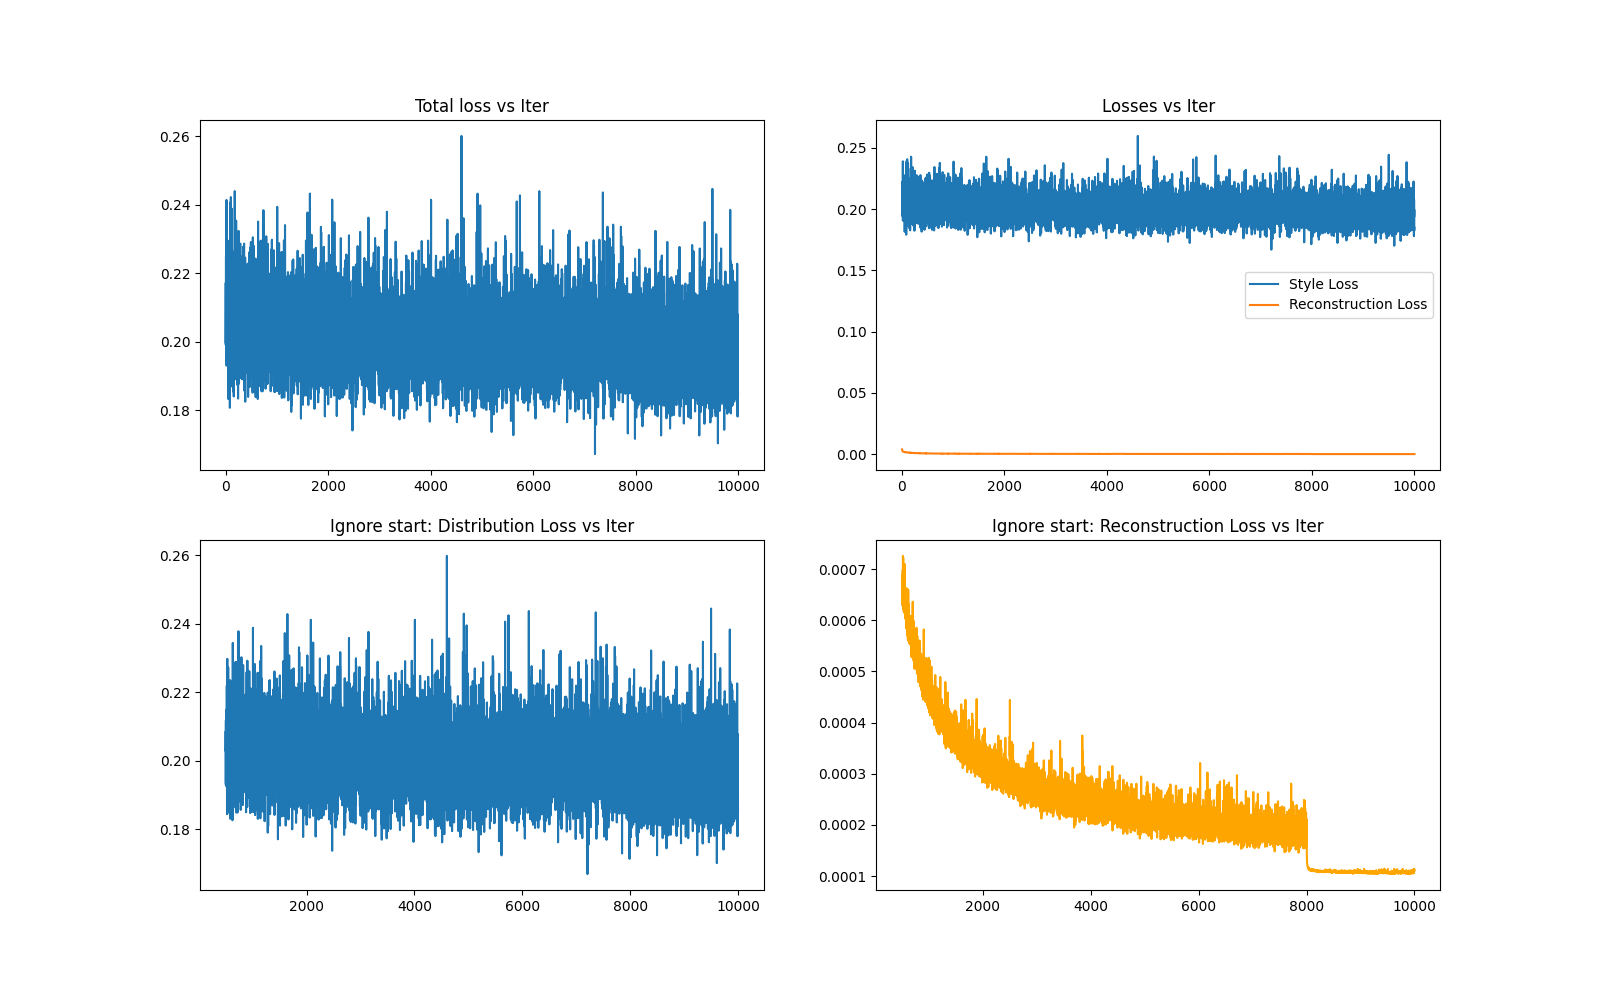 Total loss vs Iter
0.26
0.24
0.22
0.20
0.18
0 2000 4000 6000 8000 10000
Losses vs Iter
0.25
0.20
0.15
0.10
0.05
0.00
Style Loss
Reconstruction Loss
0 2000 4000 6000 8000 10000
Ignore start: Distribution Loss vs Iter
0.26
0.24
0.22
0.20
0.18
2000 4000 6000 8000 10000
Ignore start: Reconstruction Loss vs Iter
0.0007
0.0006
0.0005
0.0004
0.0003
0.0002
0.0001
2000 4000 6000 8000 10000